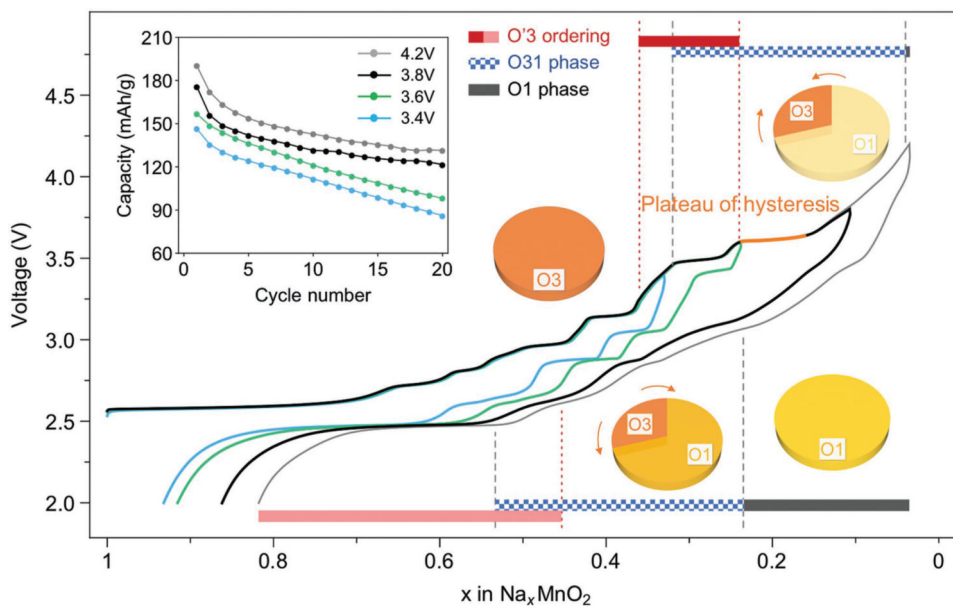 210
180
150
120
90
60
Capacity (mAh/g)
4.2V
3.8V
3.6V
3.4V
0
5
10
15
20
Cycle number
O'3 ordering
O31 phase
O1 phase
O3
O1
Plateau of hysteresis
O3
O3
O1
O1
4.5
4.0
3.5
3.0
2.5
2.0
Voltage (V)
1
0.8
0.6
0.4
0.2
0
x in NaxMnO2